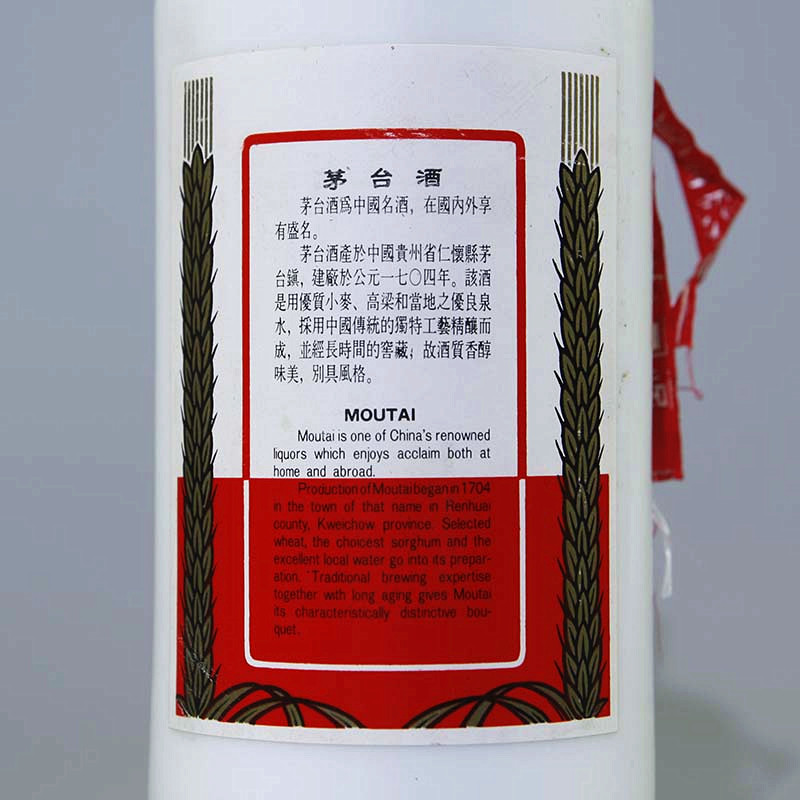 茅台酒
茅台酒爲中國名酒，在國內外享
有盛名。
茅台酒產於中國貴州省仁懷縣茅
台鎭，建廠於公元一七〇四年。該酒
是用優質小麥、高梁和當地之優良泉
水，採用中國傳統的獨特工藝精釀而
成，並經長時間的窖藏；故酒質香醇
味美，別具風格。
MOUTAI
Moutai is one of China's renowned
liquors which enjoys acclaim both at
home and abroad.
Production of Moutai began in 1704
in the town of that name in Renhuai
county, Kweichow province. Selected
wheat, the choicest sorghum and the
excellent local water go into its prepar-
ation. Traditional brewing expertise
together with long aging gives Moutai
its characteristically distinctive bou-
quet.